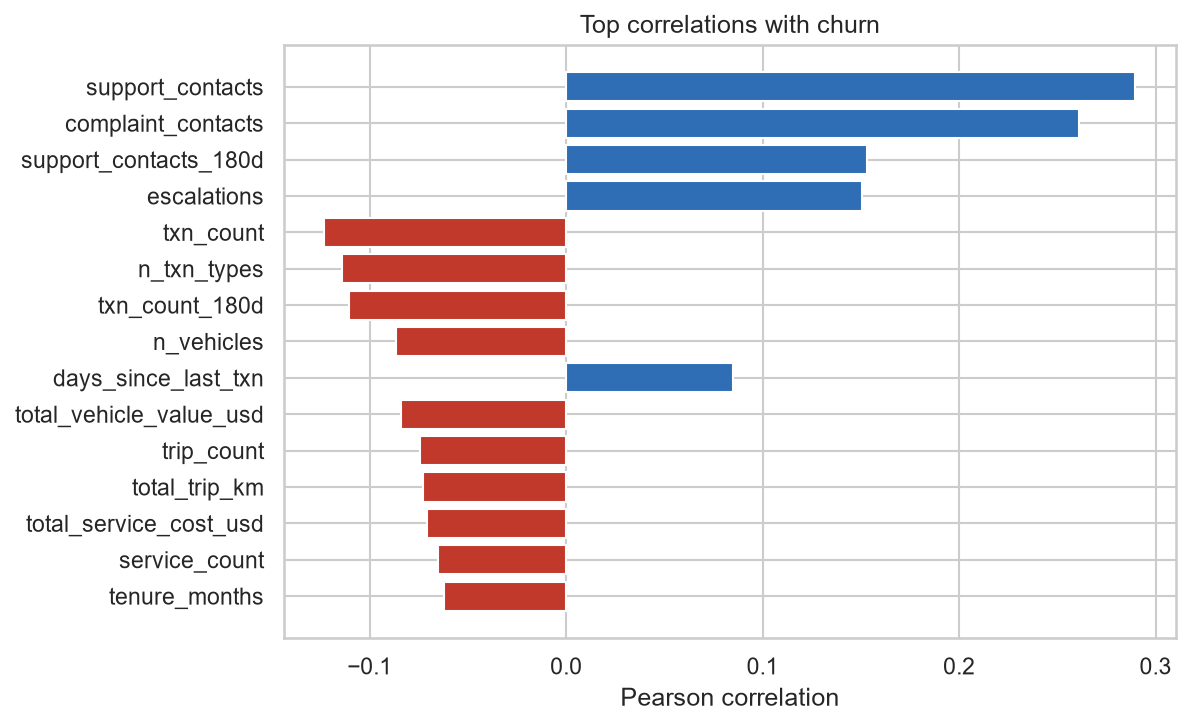 Top correlations with churn
support_contacts
complaint_contacts
support_contacts_180d
escalations
txn_count
n_txn_types
txn_count_180d
n_vehicles
days_since_last_txn
total_vehicle_value_usd
trip_count
total_trip_km
total_service_cost_usd
service_count
tenure_months
−0.1 0.0 0.1 0.2 0.3
Pearson correlation